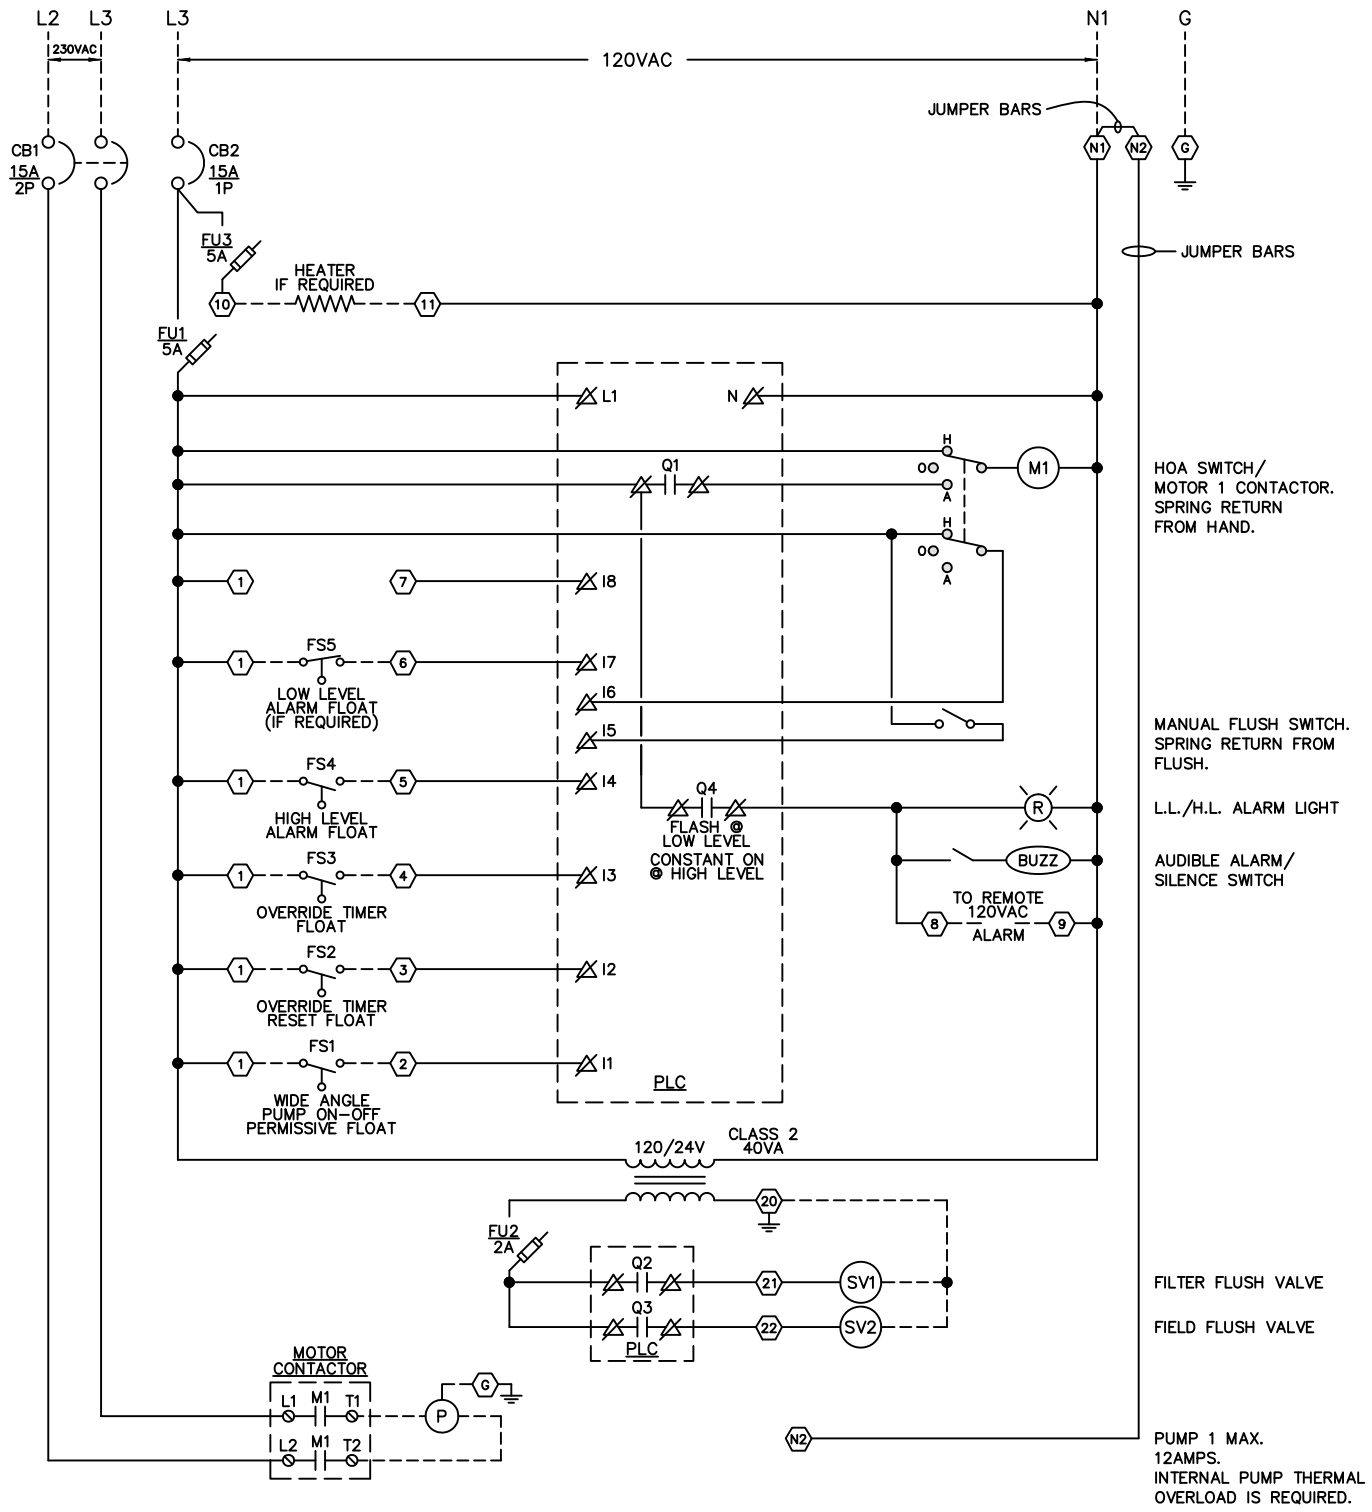 L2 L3 L3 N1 G
230VAC
120VAC
JUMPER BARS
CB1
15A
2P
CB2
15A
1P
N1 N2 G
FU3
5A
JUMPER BARS
HEATER
IF REQUIRED
10 11
FU1
5A
L1 N
H
O
A
M1
Q1
HOA SWITCH/
MOTOR 1 CONTACTOR.
SPRING RETURN
FROM HAND.
H
O
A
1 7 I8
FS5
1 6 I7
LOW LEVEL
ALARM FLOAT
(IF REQUIRED)
I6
I5
MANUAL FLUSH SWITCH.
SPRING RETURN FROM
FLUSH.
FS4
1 5 I4
HIGH LEVEL
ALARM FLOAT
Q4
FLASH @
LOW LEVEL
CONSTANT ON
@ HIGH LEVEL
R
L.L./H.L. ALARM LIGHT
BUZZ
AUDIBLE ALARM/
SILENCE SWITCH
FS3
1 4 I3
OVERRIDE TIMER
FLOAT
TO REMOTE
120VAC
8 9
ALARM
FS2
1 3 I2
OVERRIDE TIMER
RESET FLOAT
FS1
1 2 I1
WIDE ANGLE
PUMP ON-OFF
PERMISSIVE FLOAT
PLC
120/24V
CLASS 2
40VA
20
FU2
2A
Q2
21 SV1
FILTER FLUSH VALVE
Q3
22 SV2
FIELD FLUSH VALVE
PLC
MOTOR
CONTACTOR
G
L1 M1 T1
P
L2 M1 T2
N2
PUMP 1 MAX.
12AMPS.
INTERNAL PUMP THERMAL
OVERLOAD IS REQUIRED.